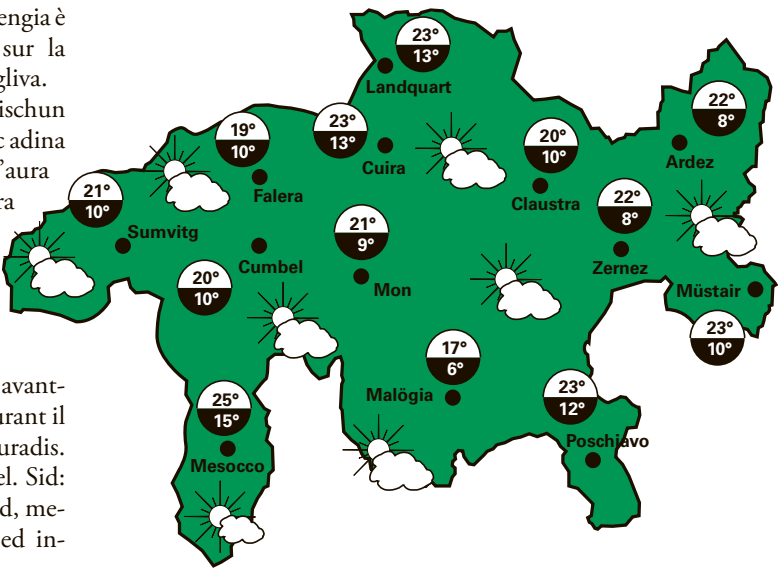 engia è
sur la
gliva.
ischun
c adina
'aura
ra
avant-
urant il
uradis.
el. Sid:
d, me-
ed in-
23°
13°
Landquart
22°
8°
Ardez
19°
10°
Falera
23°
13°
Cuira
20°
10°
Claustra
21°
10°
Sumvitg
22°
8°
Zernez
21°
9°
Mon
20°
10°
Cumbel
Müstair
23°
10°
17°
6°
Malögia
23°
12°
Poschiavo
25°
15°
Mesocco